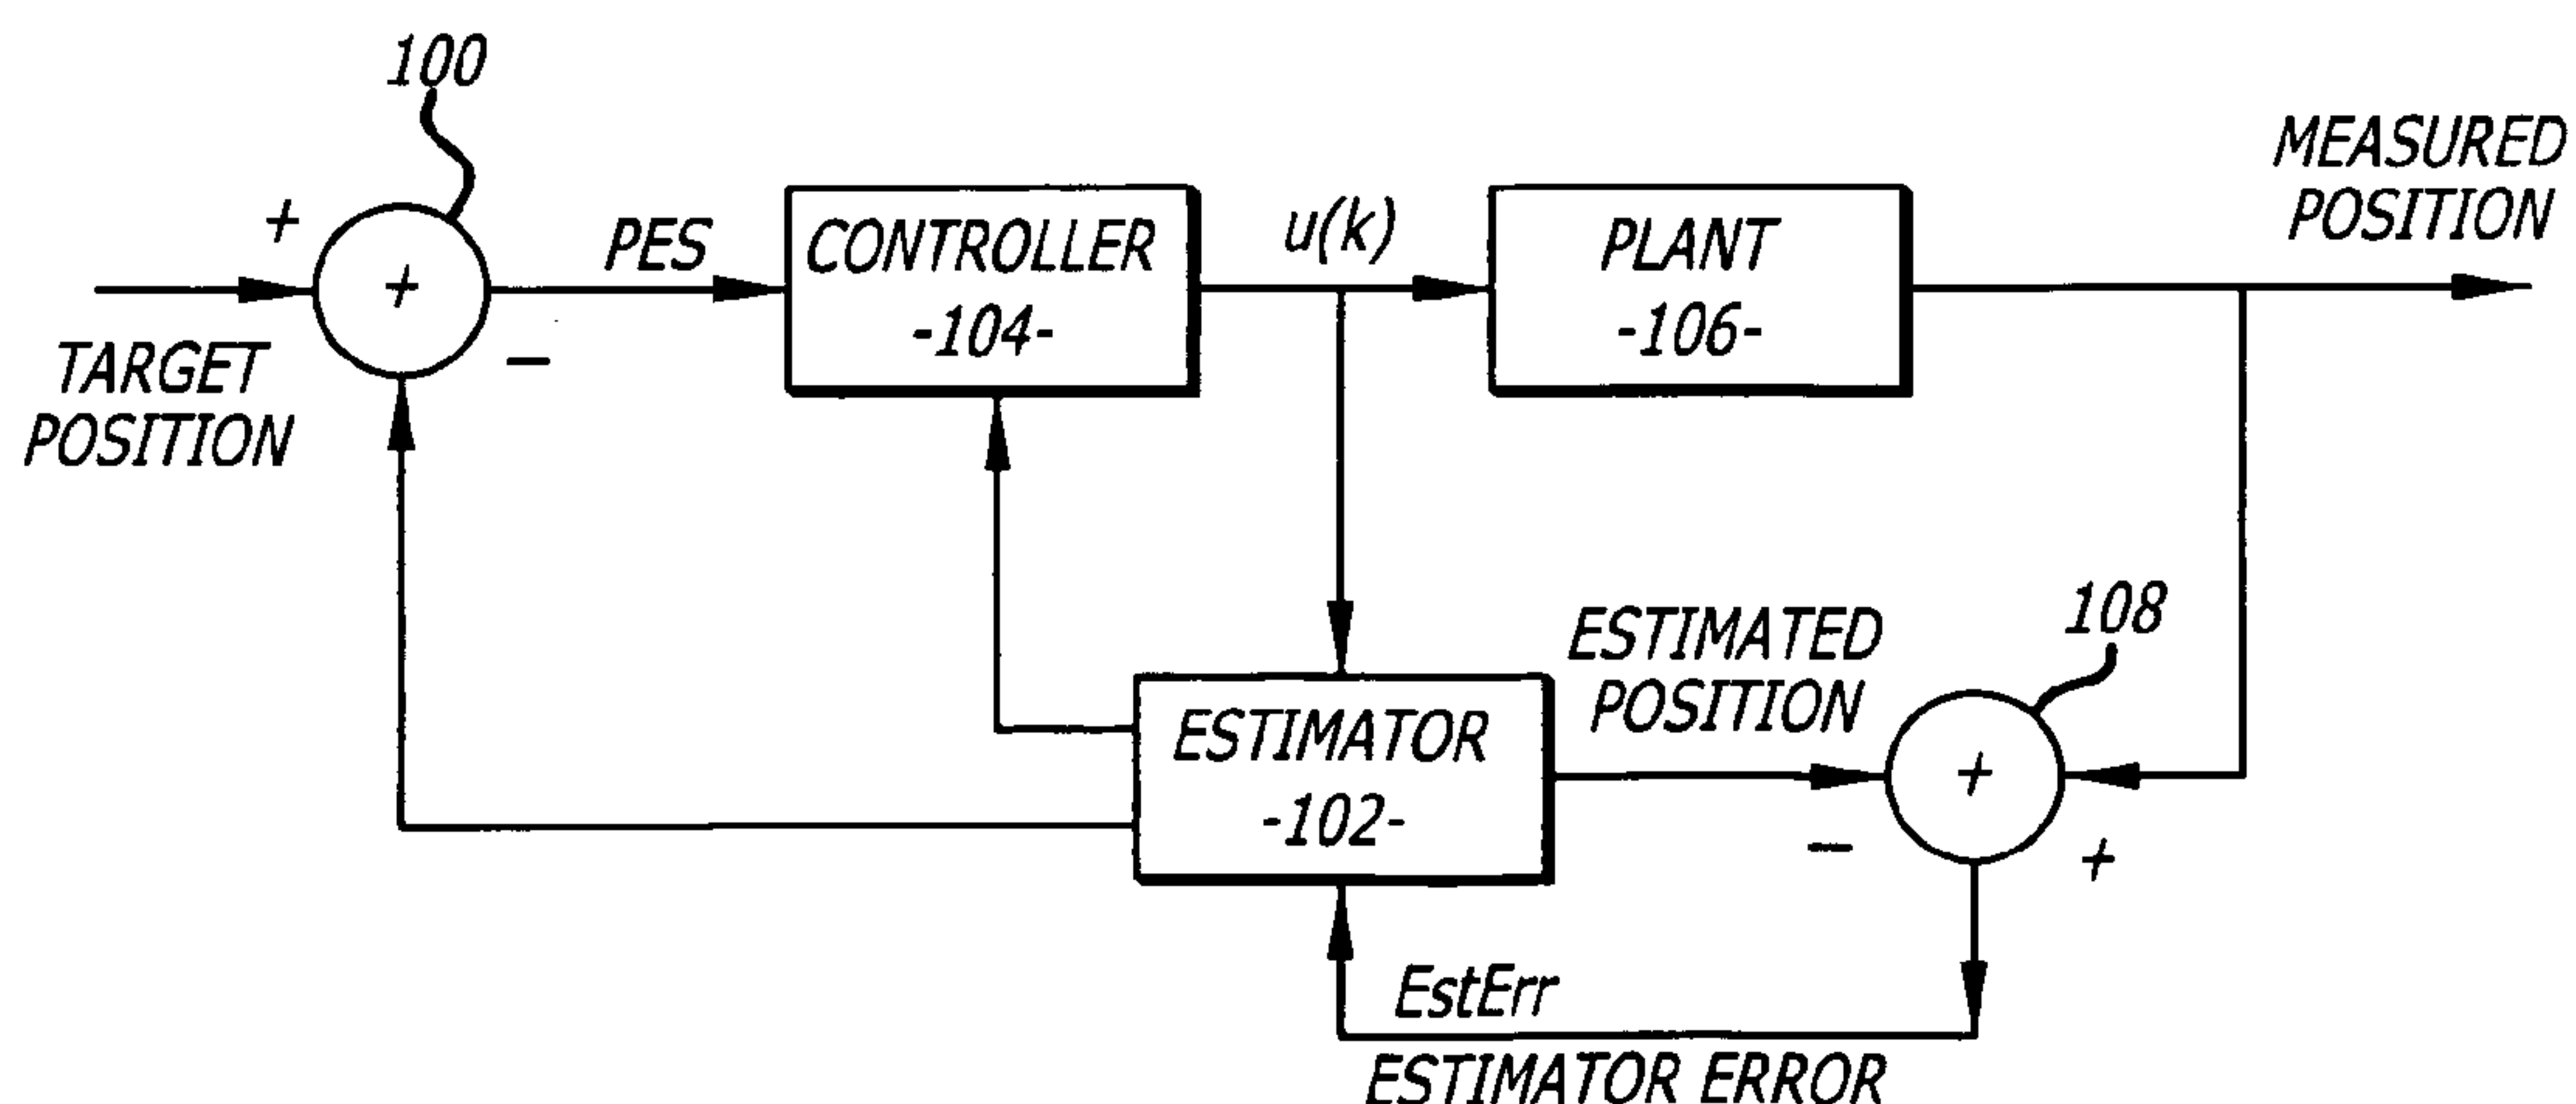 100
+
+
-
TARGET
POSITION
PES
CONTROLLER
-104-
u(k)
PLANT
-106-
MEASURED
POSITION
ESTIMATOR
-102-
ESTIMATED
POSITION
108
+
-
+
EstErr
ESTIMATOR ERROR